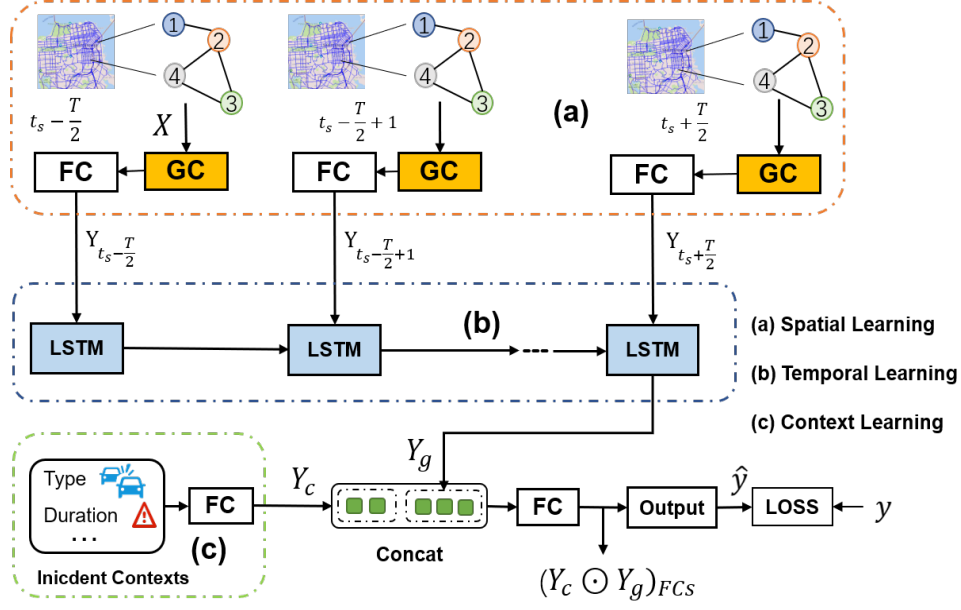 1
2
4
3
1
2
4
3
1
2
4
3
t_s - T/2
X
t_s - T/2 + 1
(a)
t_s + T/2
FC
GC
FC
GC
FC
GC
Y_{t_s-T/2}
Y_{t_s-T/2+1}
Y_{t_s+T/2}
(b)
LSTM
LSTM
LSTM
(a) Spatial Learning
(b) Temporal Learning
(c) Context Learning
Type
Duration
...
Inicdent Contexts
FC
(c)
Y_c
Y_g
Concat
FC
Output
ŷ
LOSS
y
(Y_c ⊙ Y_g)_{FCs}